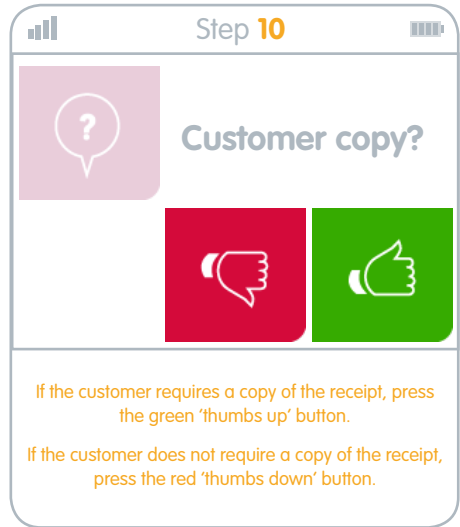 Step 10
?
Customer copy?
If the customer requires a copy of the receipt, press
the green ‘thumbs up’ button.
If the customer does not require a copy of the receipt,
press the red ‘thumbs down’ button.